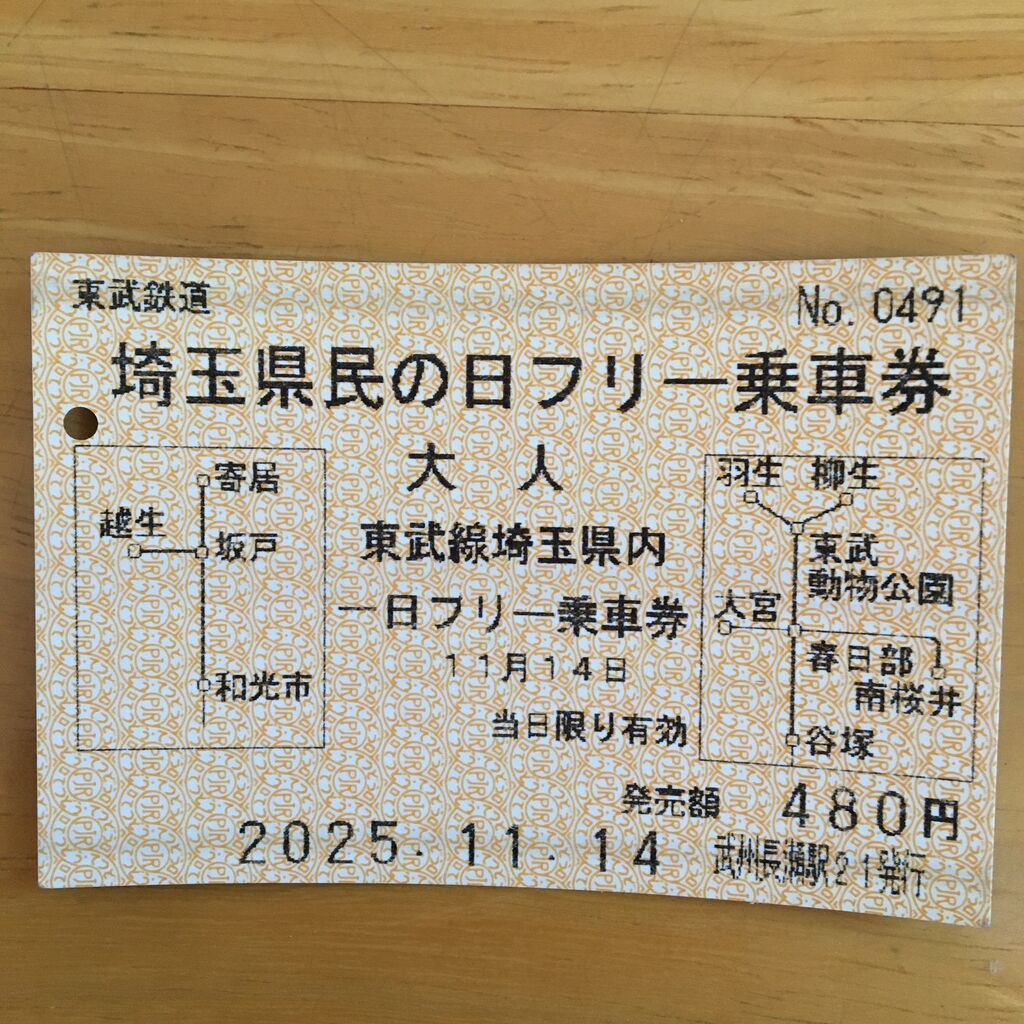 東武鉄道
No. 0491
埼玉県民の日フリー乗車券
大人
東武線埼玉県内
一日フリー乗車券
11月14日
当日限り有効
寄居
越生
坂戸
和光市
羽生 柳生
東武
動物公園
大宮
春日部
南桜井
谷塚
発売額 480円
2025.11.14
武州長瀬駅21発行